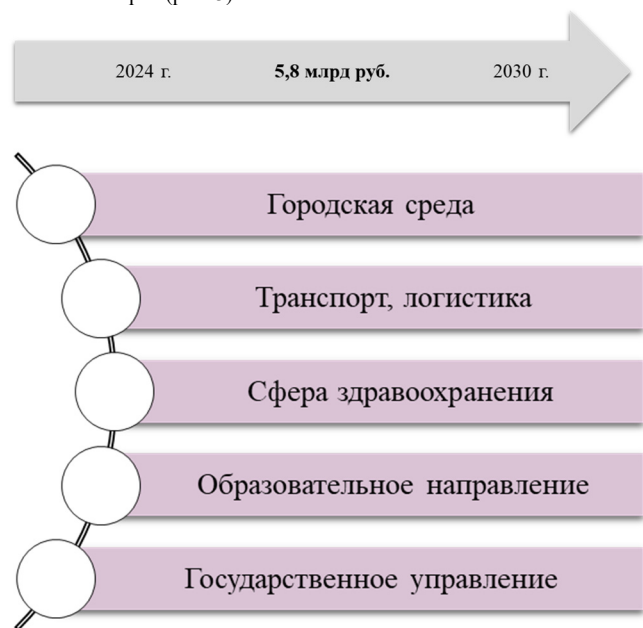 2024 г. 5,8 млрд руб. 2030 г.
Городская среда
Транспорт, логистика
Сфера здравоохранения
Образовательное направление
Государственное управление